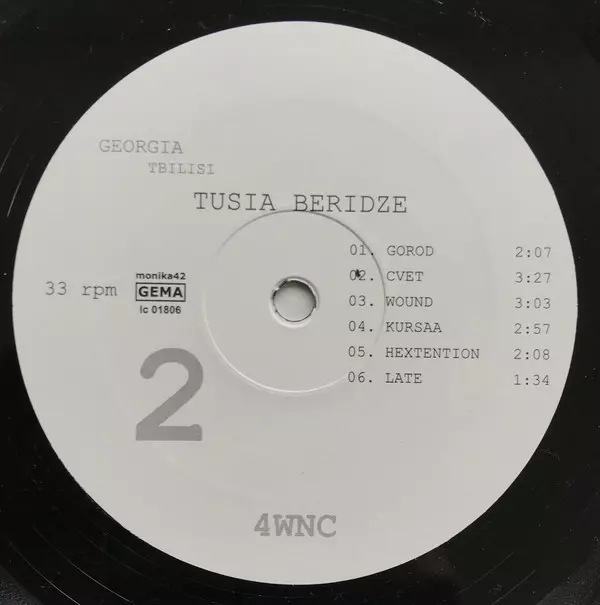 GEORGIA
TBILISI
TUSIA BERIDZE
01. GOROD 2:07
02. CVET 3:27
03. WOUND 3:03
04. KURSAA 2:57
05. HEXTENTION 2:08
06. LATE 1:34
33 rpm
monika42
GEMA
lc 01806
2
4WNC